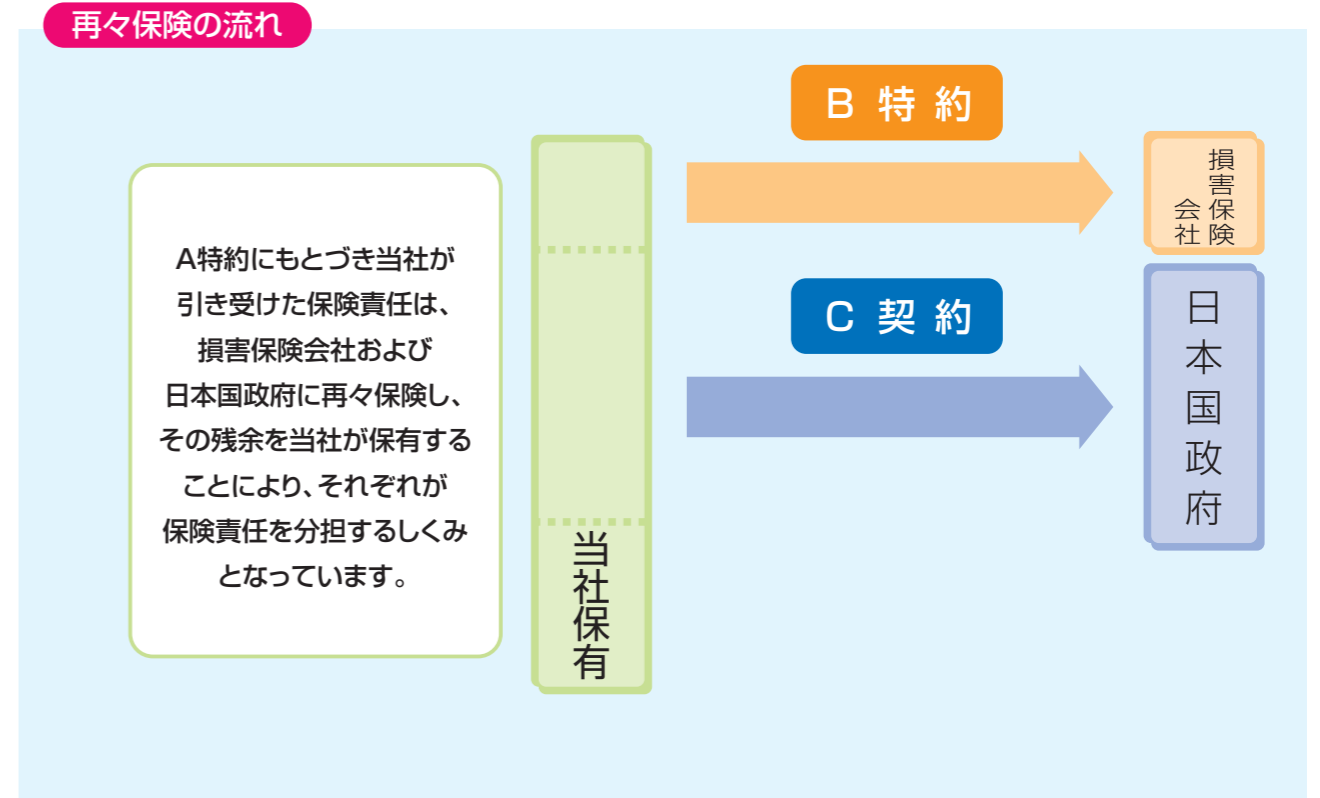 再々保険の流れ
A特約にもとづき当社が
引き受けた保険責任は、
損害保険会社および
日本国政府に再々保険し、
その残余を当社が保有する
ことにより、それぞれが
保険責任を分担するしくみ
となっています。
当社保有
B 特 約
C 契 約
損害保険
会社
日本国政府